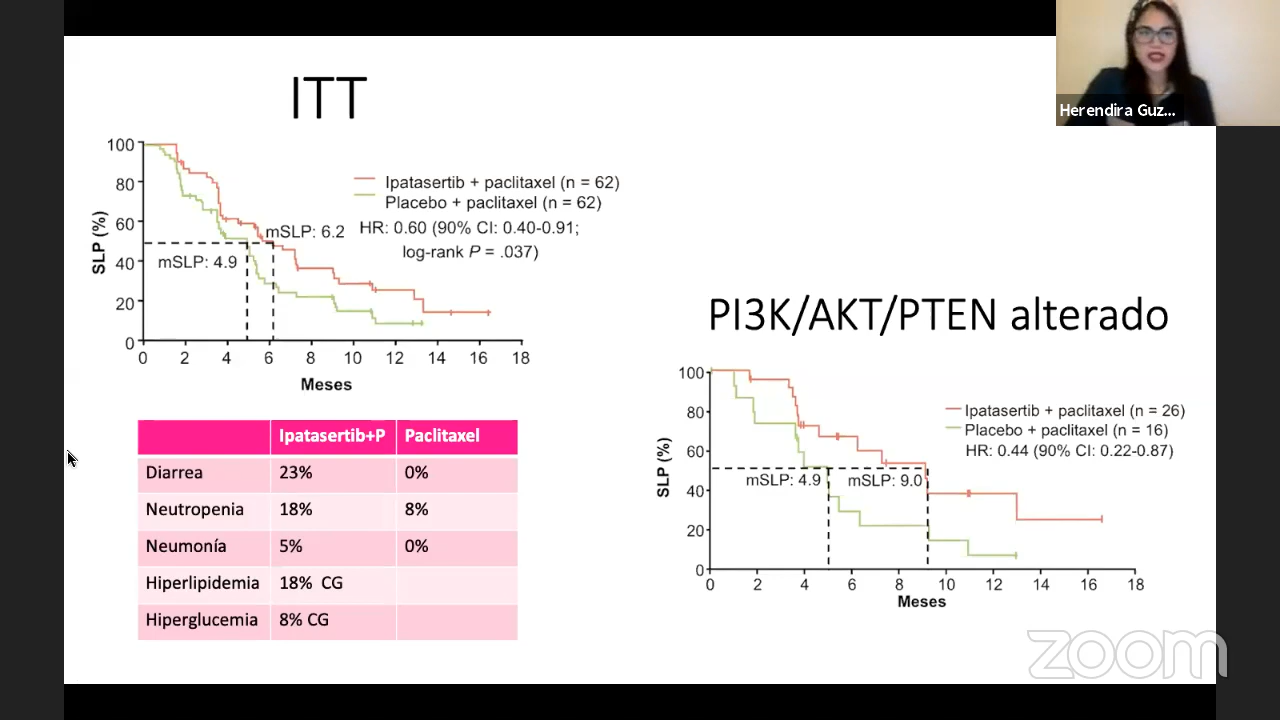 Herendira Guz...
ITT
100
80
60
40
20
0
SLP (%)
Ipatasertib + paclitaxel (n = 62)
Placebo + paclitaxel (n = 62)
HR: 0.60 (90% CI: 0.40-0.91;
log-rank P = .037)
mSLP: 6.2
mSLP: 4.9
0 2 4 6 8 10 12 14 16 18
Meses
PI3K/AKT/PTEN alterado
100
80
60
40
20
0
SLP (%)
Ipatasertib + paclitaxel (n = 26)
Placebo + paclitaxel (n = 16)
HR: 0.44 (90% CI: 0.22-0.87)
mSLP: 4.9 mSLP: 9.0
0 2 4 6 8 10 12 14 16 18
Meses
Ipatasertib+P Paclitaxel
Diarrea 23% 0%
Neutropenia 18% 8%
Neumonía 5% 0%
Hiperlipidemia 18% CG
Hiperglucemia 8% CG
zoom